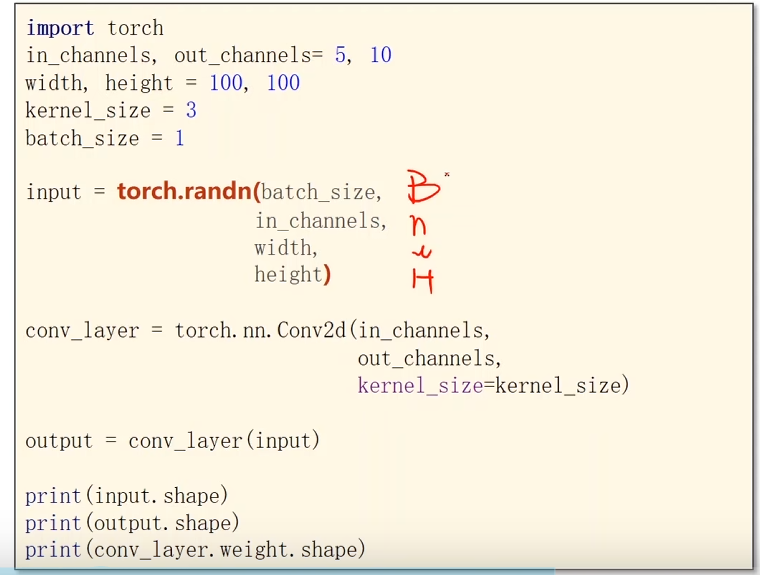 import torch
in_channels, out_channels= 5, 10
width, height = 100, 100
kernel_size = 3
batch_size = 1
input = torch.randn(batch_size, B
in_channels, n
width,
height) H
conv_layer = torch.nn.Conv2d(in_channels,
out_channels,
kernel_size=kernel_size)
output = conv_layer(input)
print(input.shape)
print(output.shape)
print(conv_layer.weight.shape)